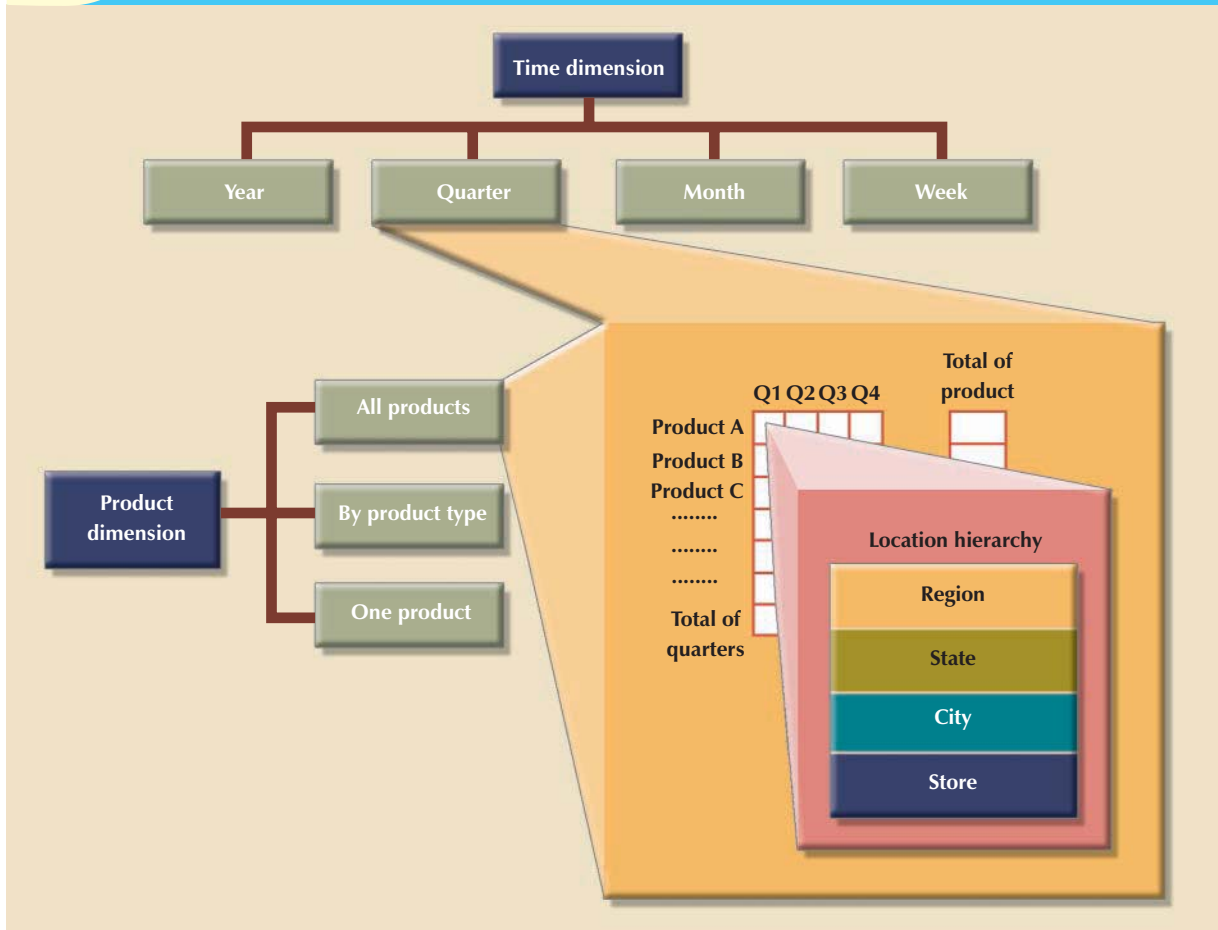 Time dimension
Year
Quarter
Month
Week
Product
dimension
All products
By product type
One product
Total of
product
Q1 Q2 Q3 Q4
Product A
Product B
Product C
........
........
........
Total of
quarters
Location hierarchy
Region
State
City
Store